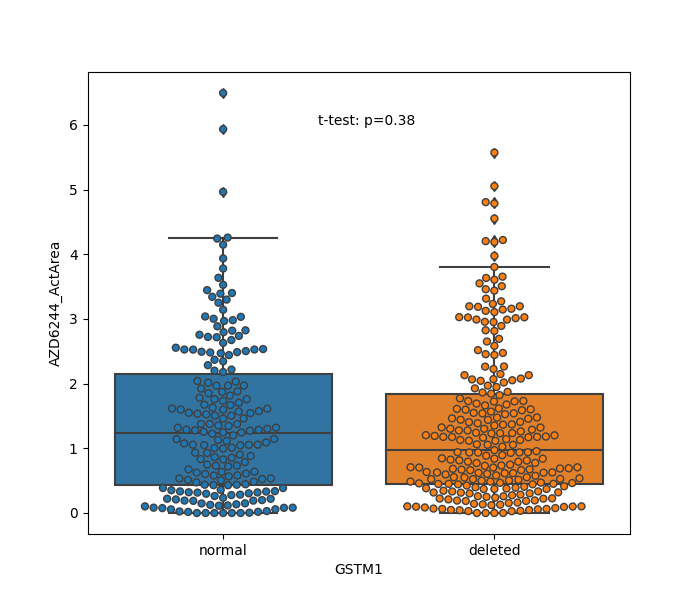 t-test: p=0.38
AZD6244_ActArea
6
5
4
3
2
1
0
normal
deleted
GSTM1